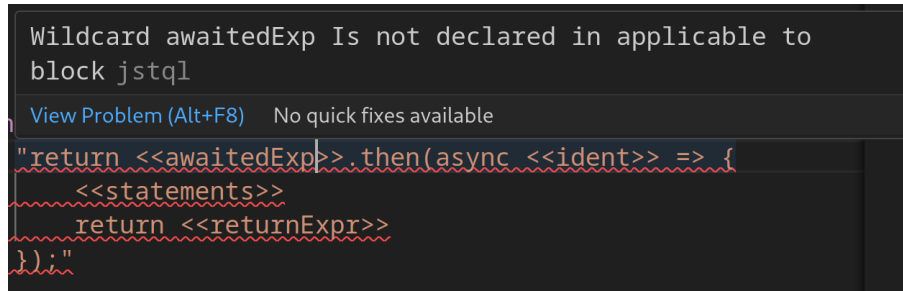 Wildcard awaitedExp Is not declared in applicable to
block jstql
View Problem (Alt+F8) No quick fixes available
"return <<awaitedExp>>.then(async <<ident>> => {
<<statements>>
return <<returnExpr>>
});"